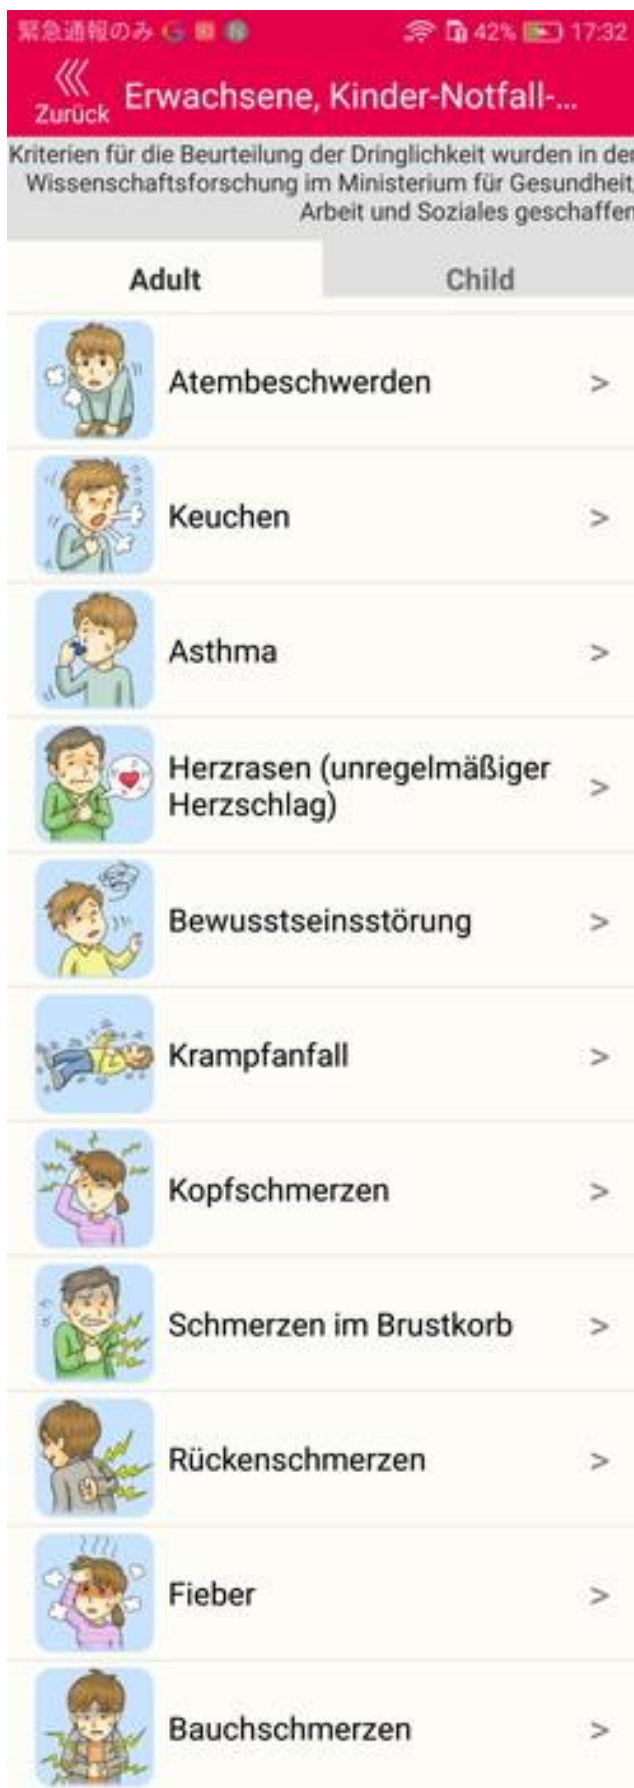 緊急通報のみ 42% 17:32
Zurück Erwachsene, Kinder-Notfall-...
Kriterien für die Beurteilung der Dringlichkeit wurden in der
Wissenschaftsforschung im Ministerium für Gesundheit,
Arbeit und Soziales geschaffen
Adult Child
Atembeschwerden >
Keuchen >
Asthma >
Herzrasen (unregelmäßiger
Herzschlag) >
Bewusstseinsstörung >
Krampfanfall >
Kopfschmerzen >
Schmerzen im Brustkorb >
Rückenschmerzen >
Fieber >
Bauchschmerzen >